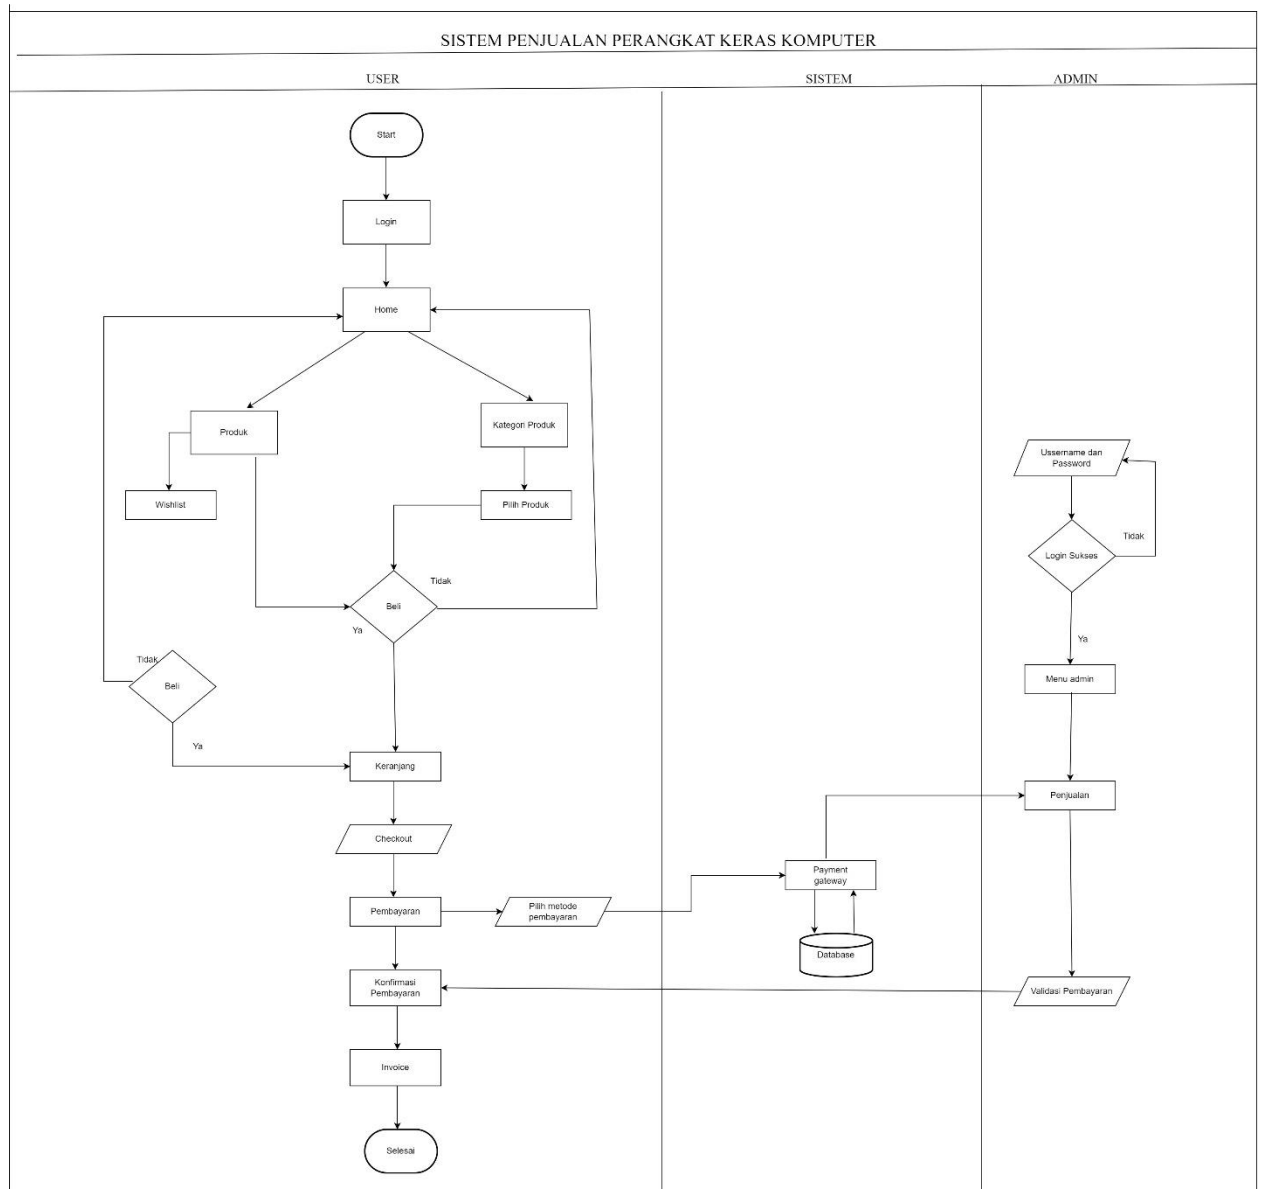 SISTEM PENJUALAN PERANGKAT KERAS KOMPUTER
USER
SISTEM
ADMIN
Start
Login
Home
Produk
Kategori Produk
Wishlist
Pilih Produk
Beli
Tidak
Ya
Tidak
Beli
Ya
Keranjang
Checkout
Pembayaran
Pilih metode
pembayaran
Konfirmasi
Pembayaran
Invoice
Selesai
Payment
gateway
Database
Ussername dan
Password
Tidak
Login Sukses
Ya
Menu admin
Penjualan
Validasi Pembayaran